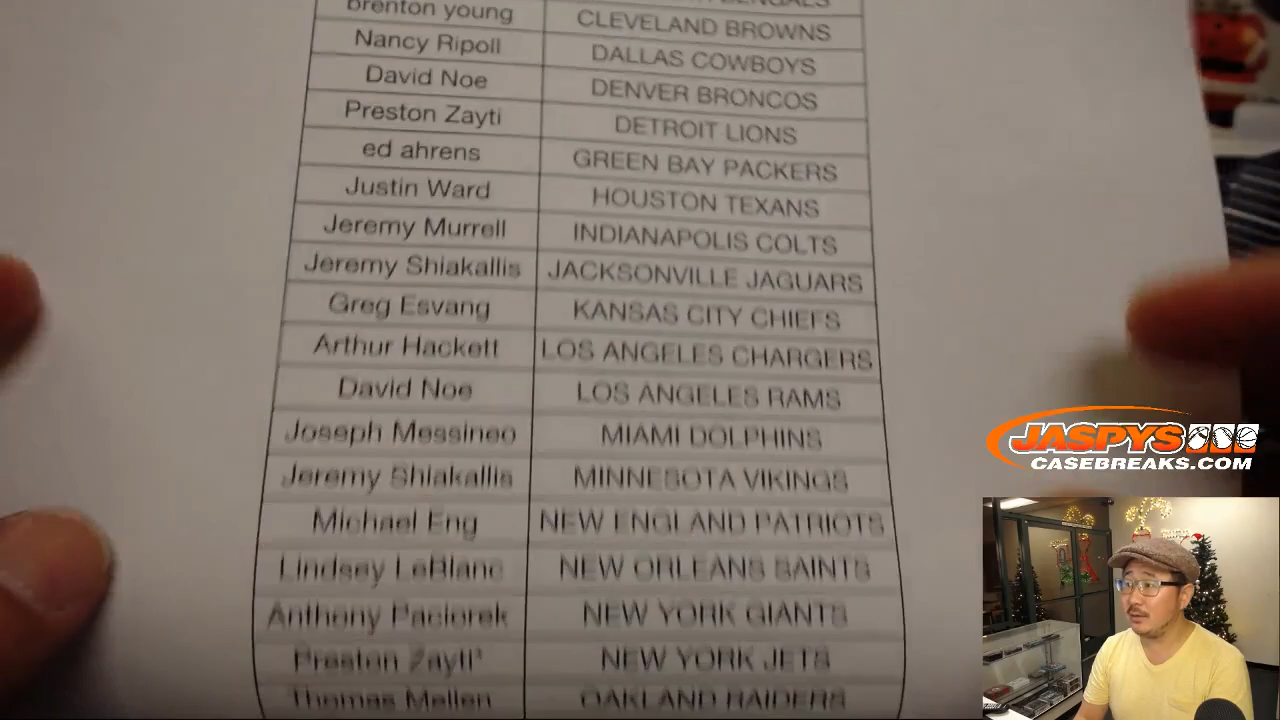 BENGALS
brenton young CLEVELAND BROWNS
Nancy Ripoll DALLAS COWBOYS
David Noe DENVER BRONCOS
Preston Zayti DETROIT LIONS
ed ahrens GREEN BAY PACKERS
Justin Ward HOUSTON TEXANS
Jeremy Murrell INDIANAPOLIS COLTS
Jeremy Shiakallis JACKSONVILLE JAGUARS
Greg Esvang KANSAS CITY CHIEFS
Arthur Hackett LOS ANGELES CHARGERS
David Noe LOS ANGELES RAMS
Joseph Messineo MIAMI DOLPHINS
Jeremy Shiakallis MINNESOTA VIKINGS
Michael Eng NEW ENGLAND PATRIOTS
Lindsey LeBlanc NEW ORLEANS SAINTS
Anthony Paciorek NEW YORK GIANTS
Preston Zayti* NEW YORK JETS
Thomas Mellen OAKLAND RAIDERS
JASPYS
CASEBREAKS.COM